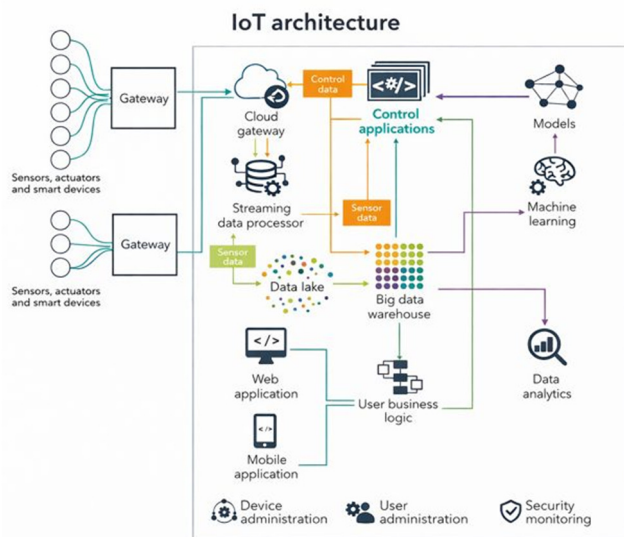 IoT architecture
Gateway
Sensors, actuators
and smart devices
Gateway
Sensors, actuators
and smart devices
Cloud
gateway
Control
data
</>
Control
applications
Models
Streaming
data processor
Sensor
data
Machine
learning
Sensor
data
Data lake
Big data
warehouse
</>
Web
application
User business
logic
Data
analytics
</>
Mobile
application
Device
administration
User
administration
Security
monitoring